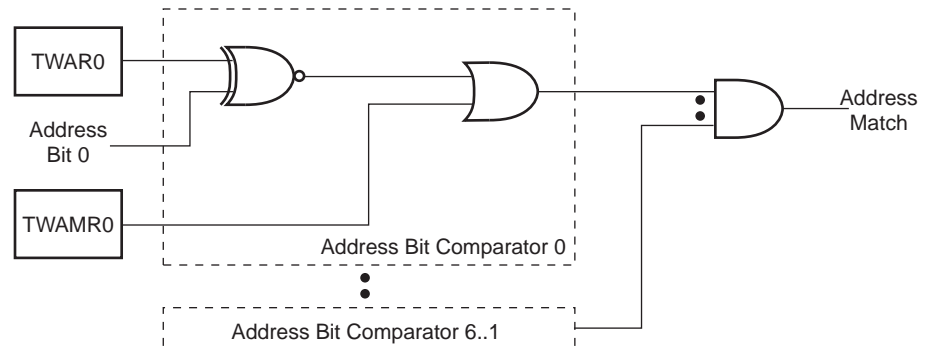 TWAR0
Address
Bit 0
TWAMR0
Address Bit Comparator 0
Address Bit Comparator 6..1
Address
Match